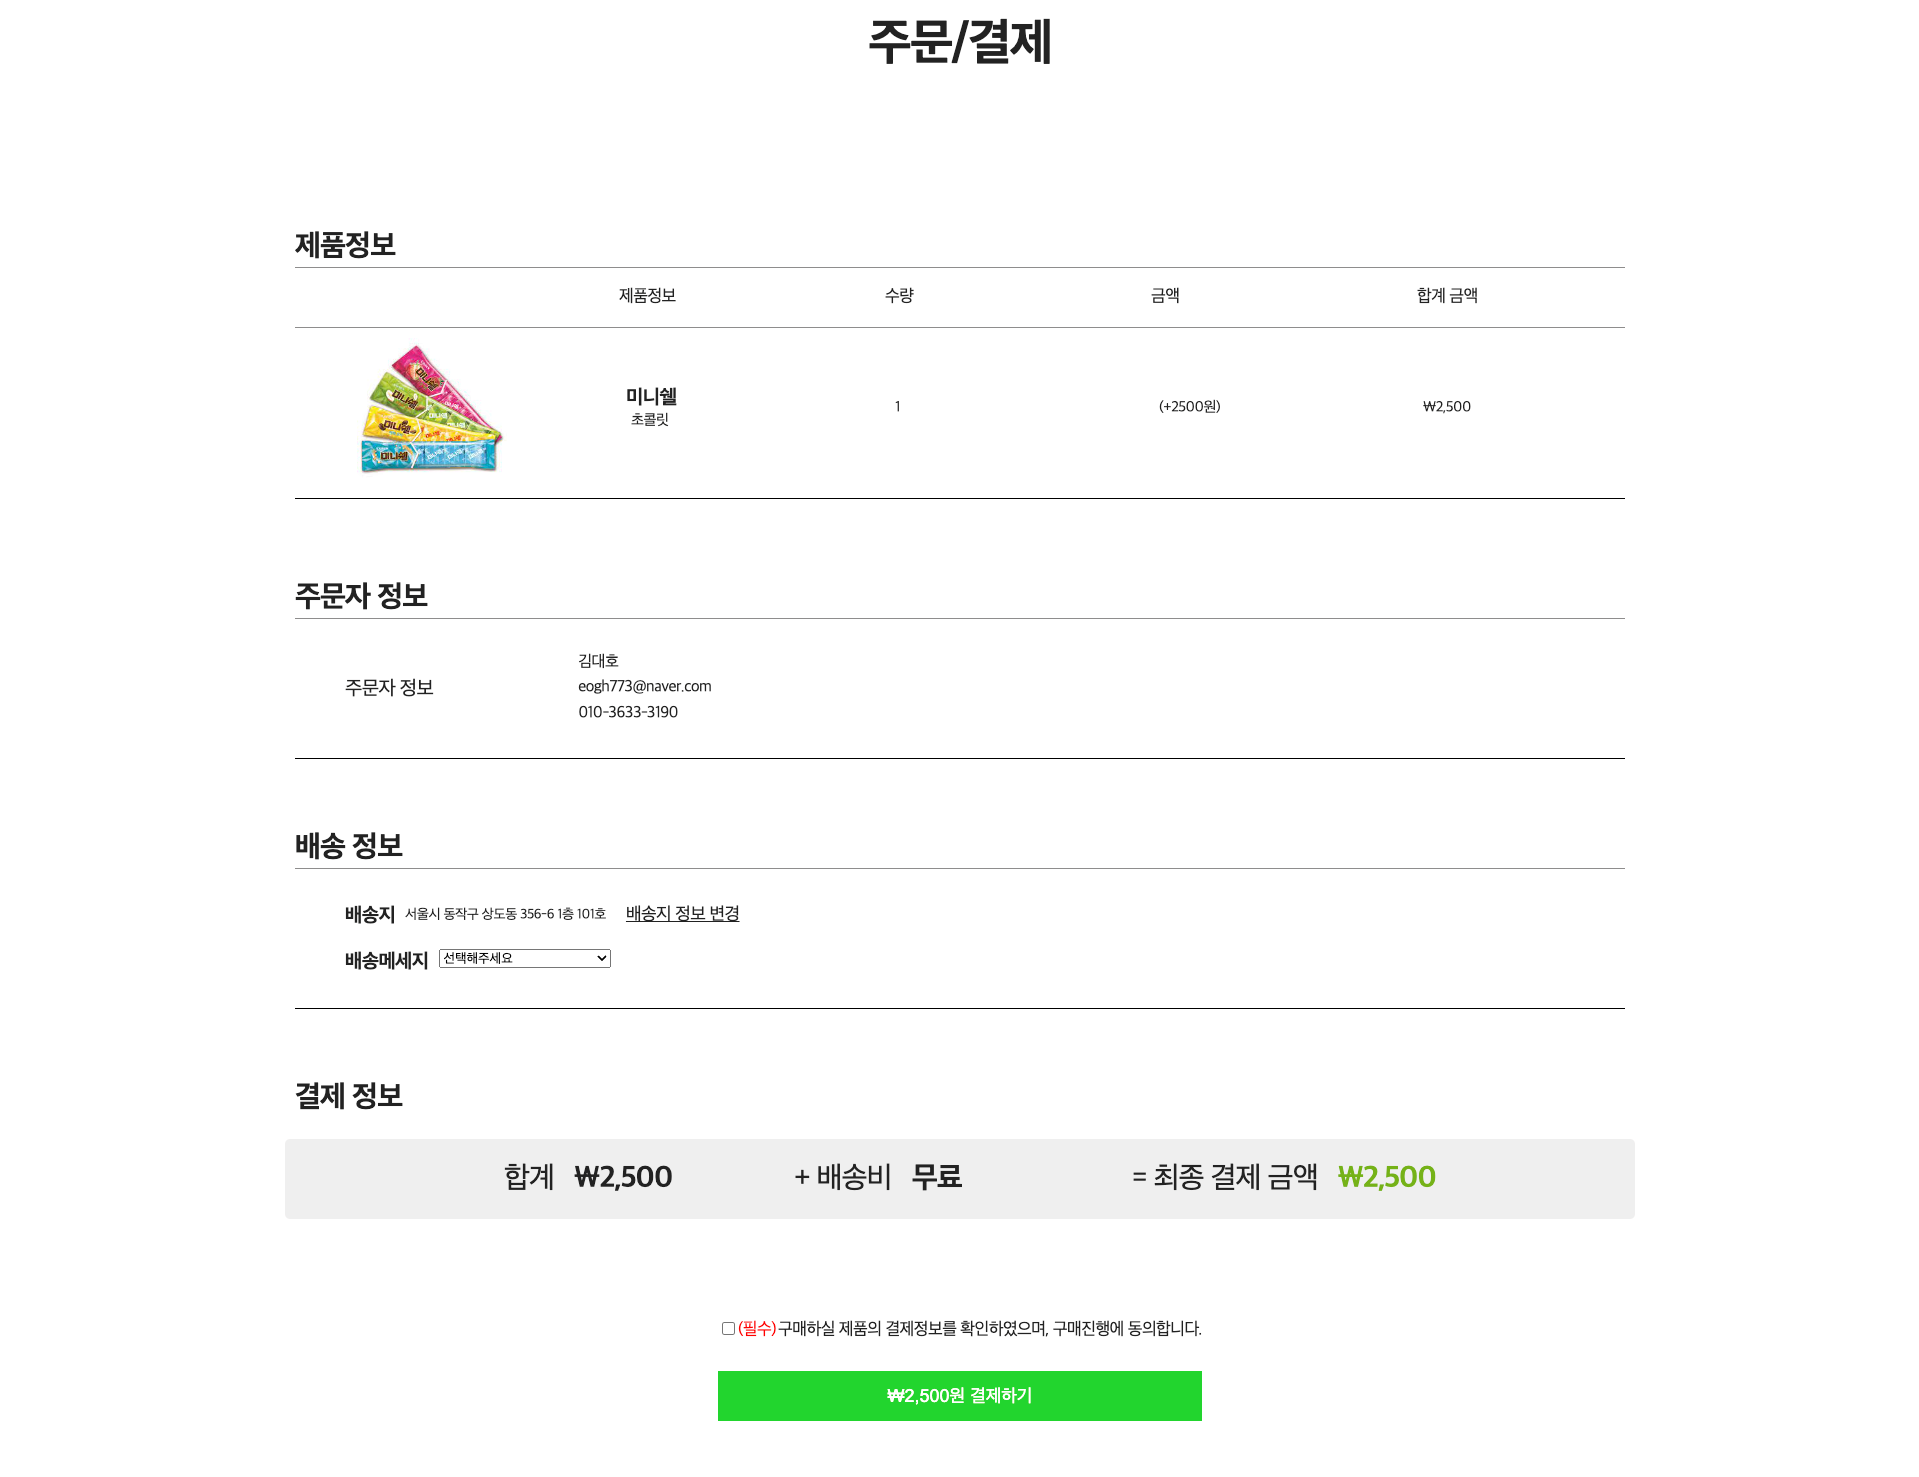 주문/결제
제품정보
제품정보 수량 금액 합계 금액
미니쉘
미니쉘
미니쉘
미니쉘
미니쉘
초콜릿
1 (+2500원) ₩2,500
주문자 정보
주문자 정보
김대호
eogh773@naver.com
010-3633-3190
배송 정보
배송지 서울시 동작구 상도동 356-6 1층 101호 배송지 정보 변경
배송메세지 선택해주세요
결제 정보
합계 ₩2,500 + 배송비 무료 = 최종 결제 금액 ₩2,500
(필수) 구매하실 제품의 결제정보를 확인하였으며, 구매진행에 동의합니다.
₩2,500원 결제하기